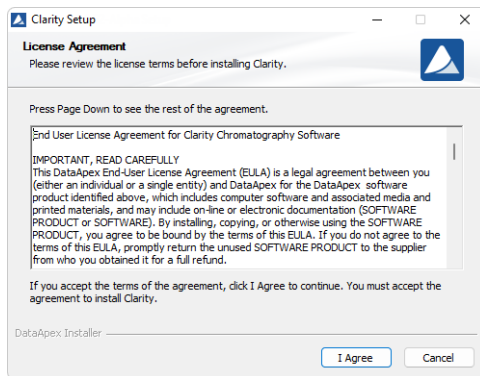 Clarity Setup
License Agreement
Please review the license terms before installing Clarity.
Press Page Down to see the rest of the agreement.
End User License Agreement for Clarity Chromatography Software
IMPORTANT, READ CAREFULLY
This DataApex End-User License Agreement (EULA) is a legal agreement between you
(either an individual or a single entity) and DataApex for the DataApex software
product identified above, which includes computer software and associated media and
printed materials, and may include on-line or electronic documentation (SOFTWARE
PRODUCT or SOFTWARE). By installing, copying, or otherwise using the SOFTWARE
PRODUCT, you agree to be bound by the terms of this EULA. If you do not agree to the
terms of this EULA, promptly return the unused SOFTWARE PRODUCT to the supplier
from who you obtained it for a full refund.
If you accept the terms of the agreement, click I Agree to continue. You must accept the
agreement to install Clarity.
DataApex Installer
I Agree
Cancel